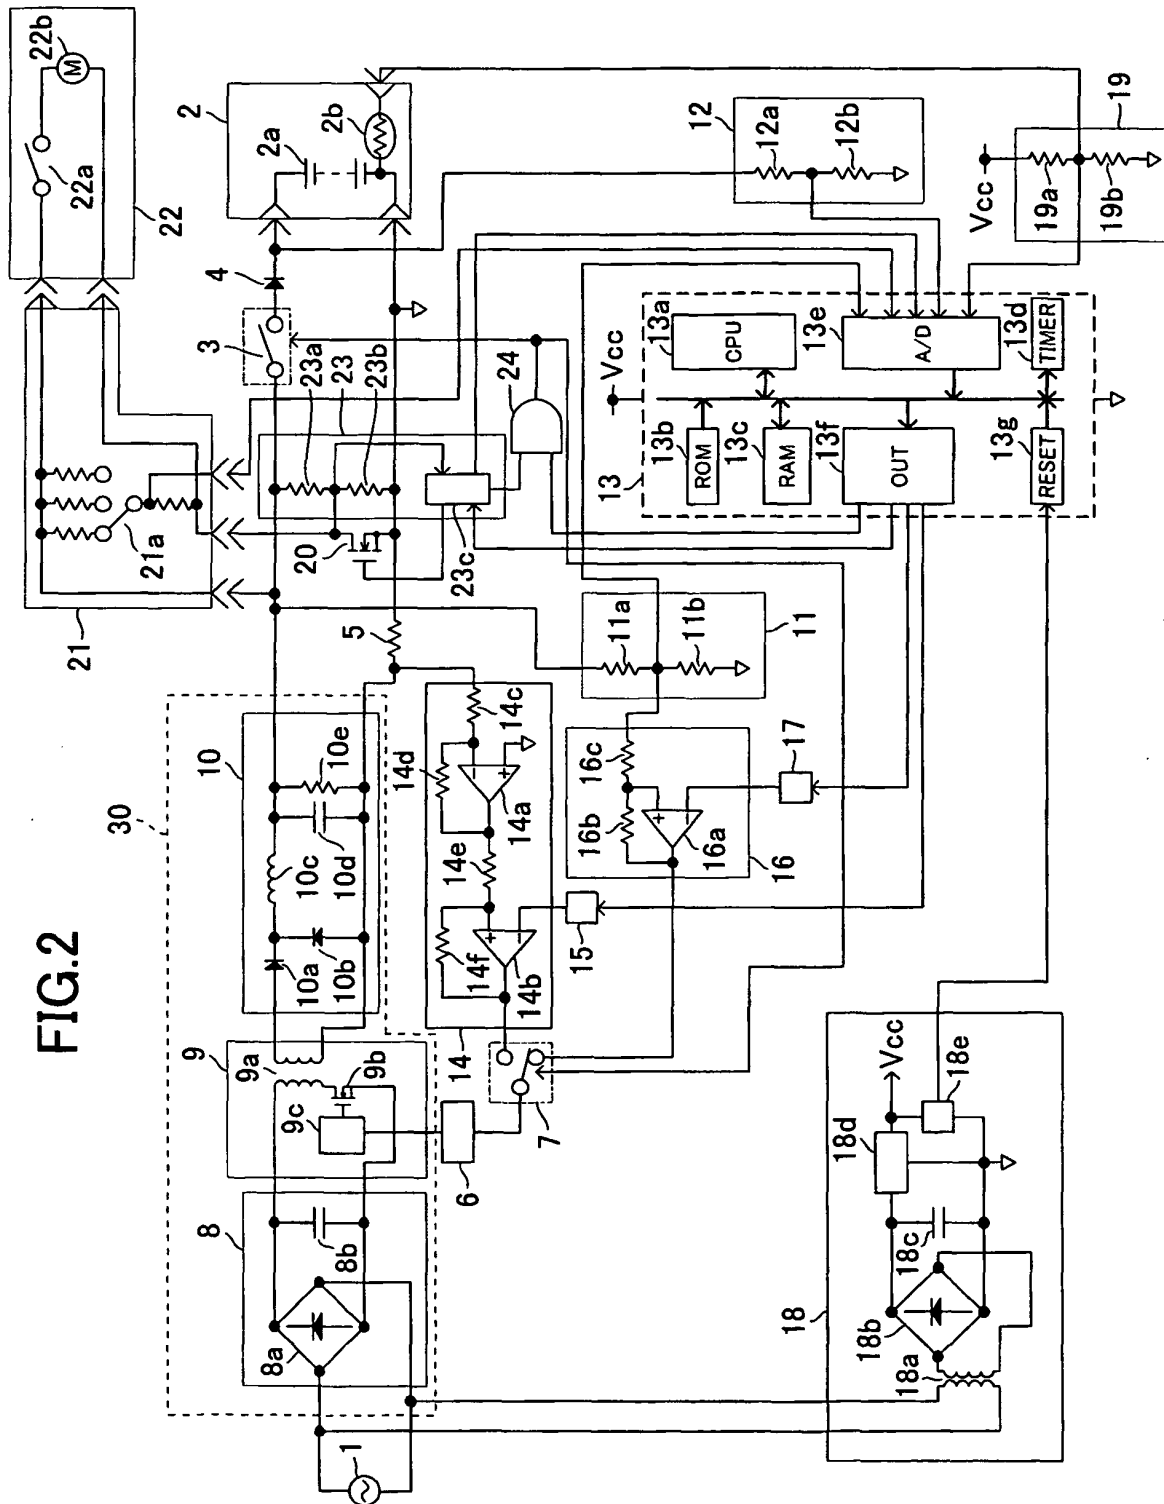 FIG.2
22b
M
22a
22
2
2a
2b
12
12a
12b
Vcc
19
19a
19b
4
3
23a
23
23b
24
20
23c
21a
21
5
11a
11b
11
13
Vcc
13a
CPU
13b
ROM
13c
RAM
13e
A/D
13f
OUT
13d
TIMER
13g
RESET
30
10
10a
10b
10c
10d
10e
14c
14d
14a
14e
14f
14b
14
16c
16b
16a
16
17
15
9
9a
9b
9c
6
7
8
8a
8b
1
18
18a
18b
18c
18d
18e
Vcc